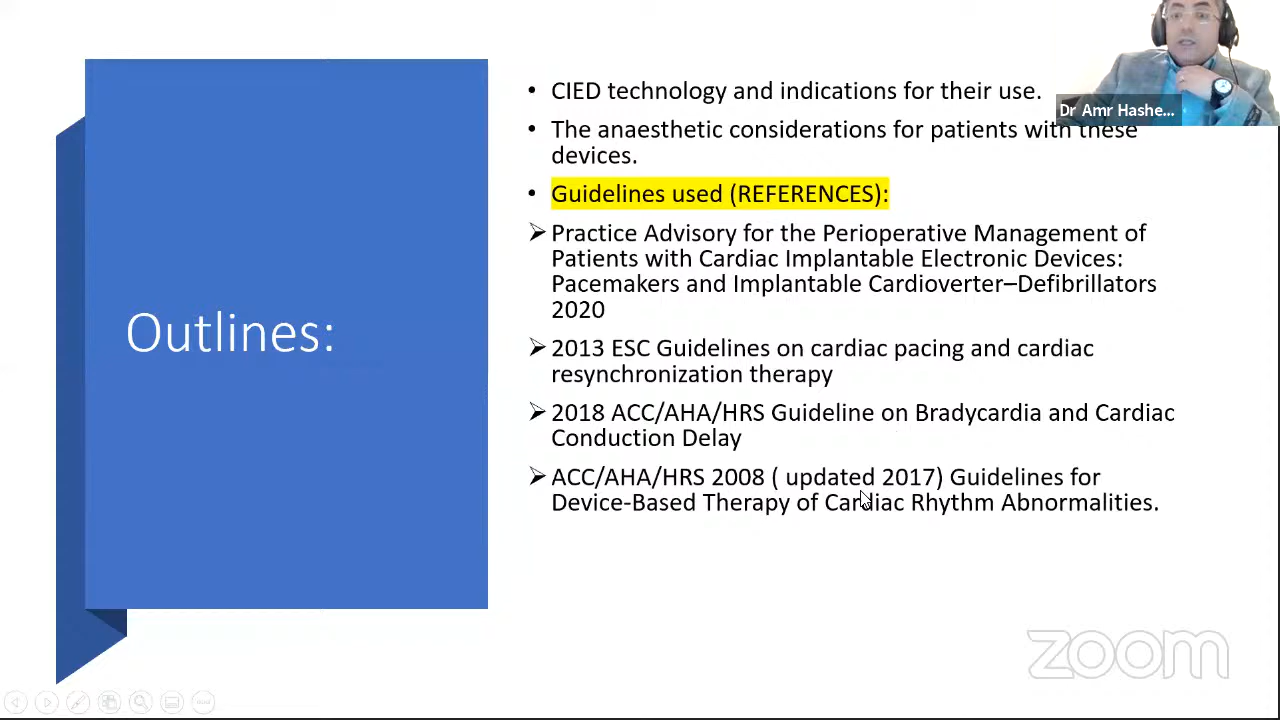 Outlines:
• CIED technology and indications for their use.
• The anaesthetic considerations for patients with these
devices.
• Guidelines used (REFERENCES):
➢ Practice Advisory for the Perioperative Management of
Patients with Cardiac Implantable Electronic Devices:
Pacemakers and Implantable Cardioverter–Defibrillators
2020
➢ 2013 ESC Guidelines on cardiac pacing and cardiac
resynchronization therapy
➢ 2018 ACC/AHA/HRS Guideline on Bradycardia and Cardiac
Conduction Delay
➢ ACC/AHA/HRS 2008 ( updated 2017) Guidelines for
Device-Based Therapy of Cardiac Rhythm Abnormalities.
Dr Amr Hashe...
zoom